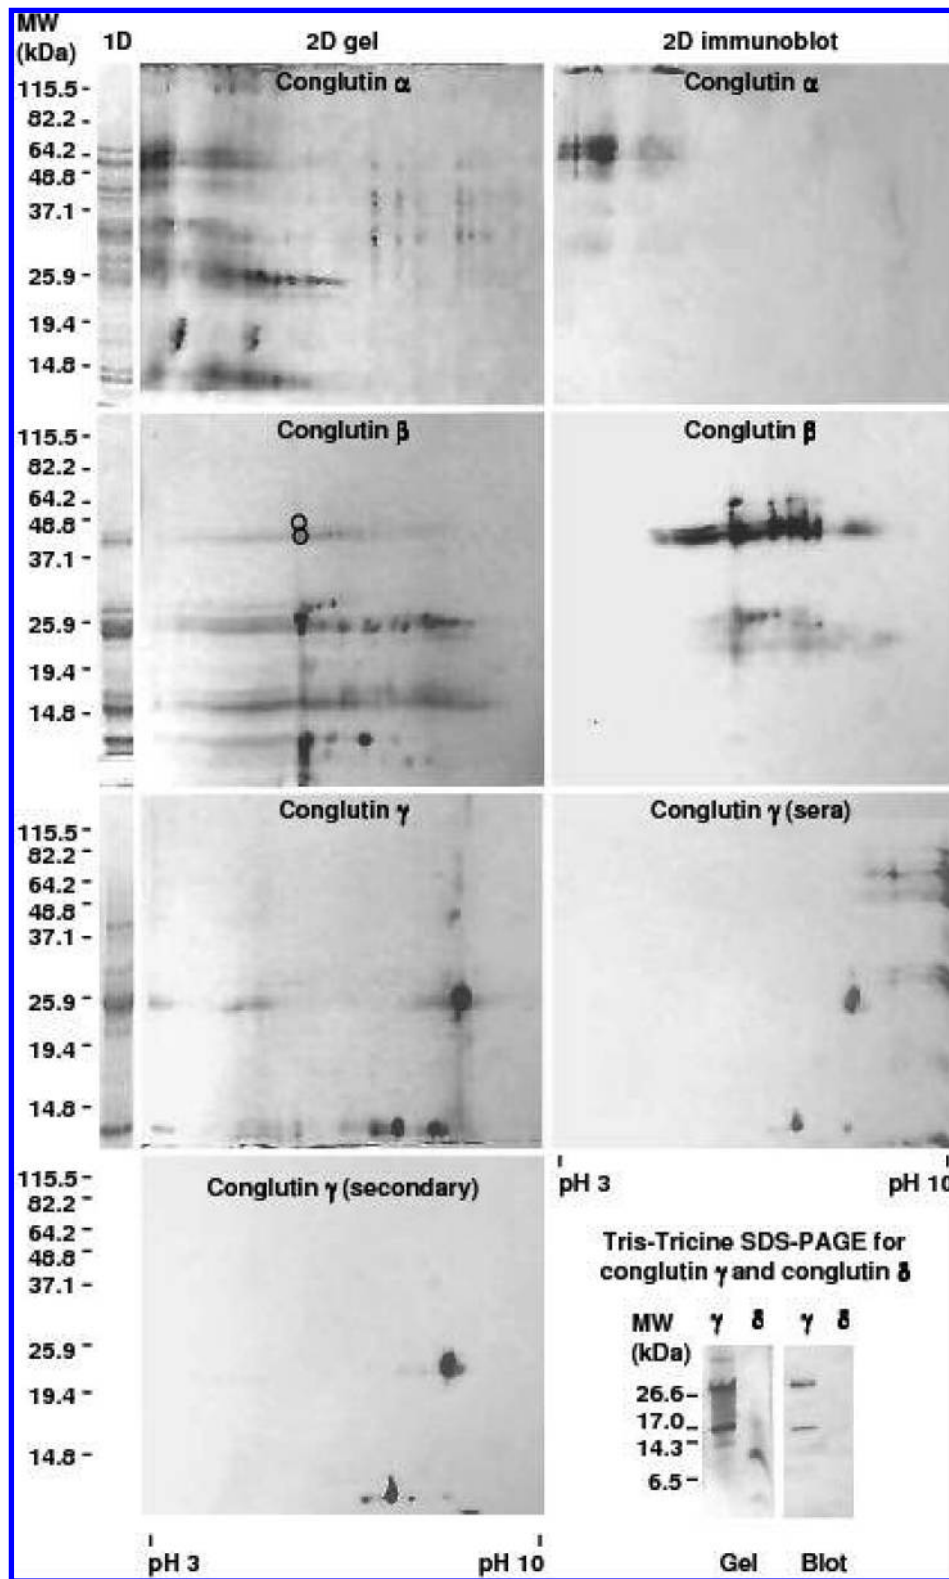 MW
(kDa)
1D
2D gel
2D immunoblot
Conglutin α
Conglutin α
115.5
82.2
64.2
48.8
37.1
25.9
19.4
14.8
Conglutin β
Conglutin β
115.5
82.2
64.2
48.8
37.1
25.9
19.4
14.8
Conglutin γ
Conglutin γ (sera)
115.5
82.2
64.2
48.8
37.1
25.9
19.4
14.8
pH 3
pH 10
Conglutin γ (secondary)
115.5
82.2
64.2
48.8
37.1
25.9
19.4
14.8
pH 3
pH 10
Tris-Tricine SDS-PAGE for
conglutin γ and conglutin δ
MW
(kDa)
γ δ γ δ
26.6
17.0
14.3
6.5
Gel
Blot